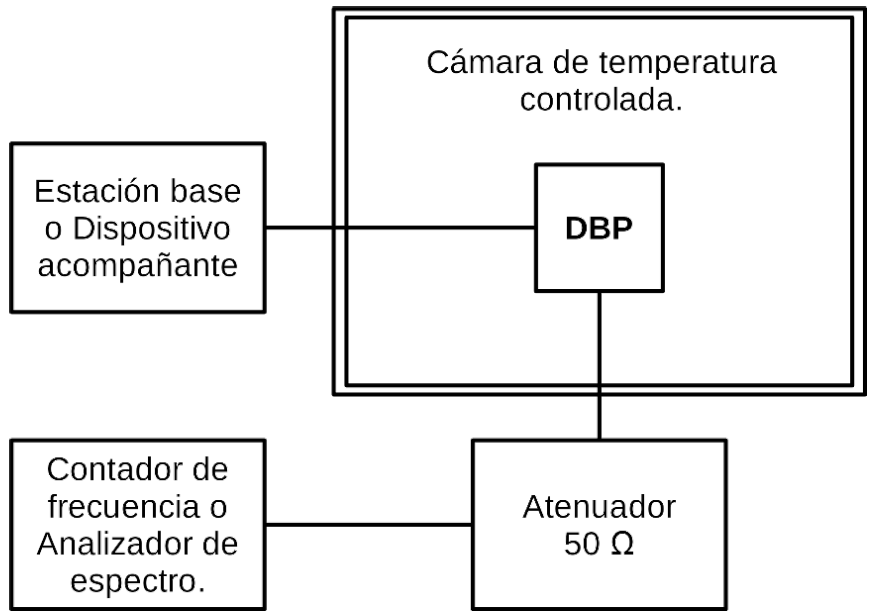 Cámara de temperatura
controlada.
Estación base
o Dispositivo
acompañante
DBP
Contador de
frecuencia o
Analizador de
espectro.
Atenuador
50 Ω